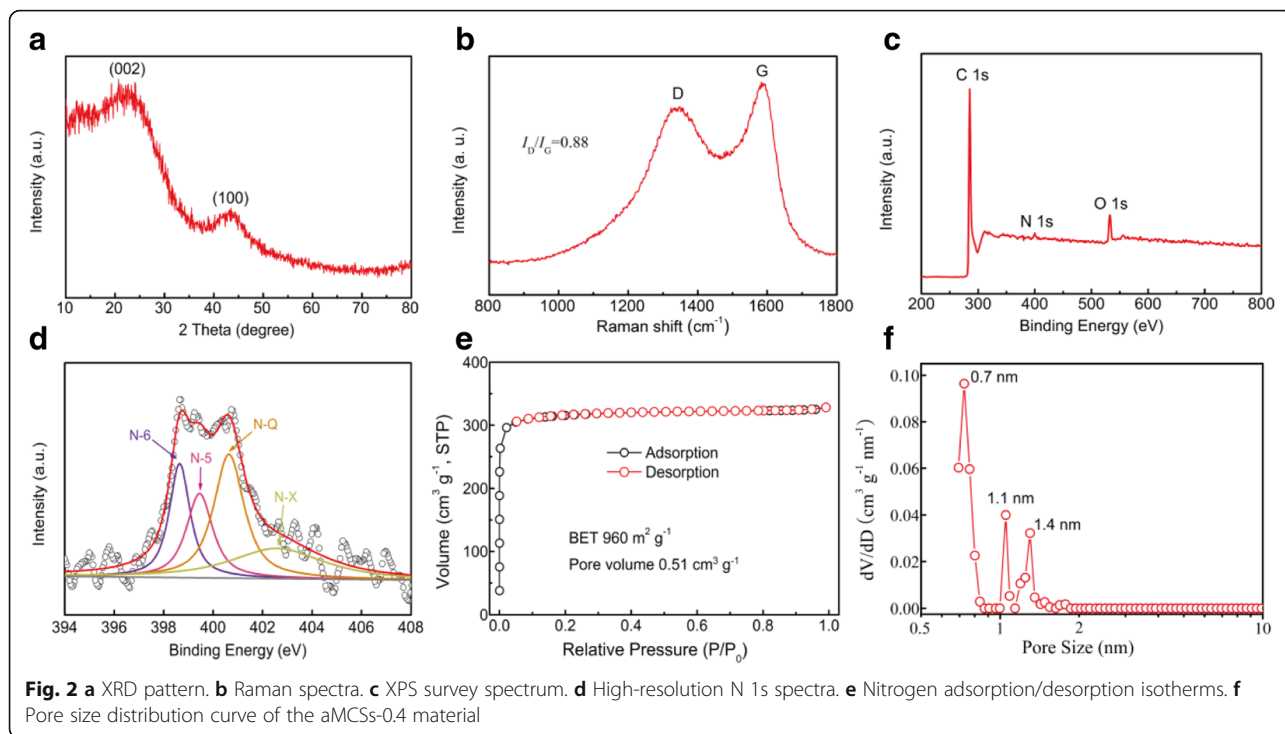 a
(002)
(100)
Intensity (a.u.)
10 20 30 40 50 60 70 80
2 Theta (degree)
b
D
G
I_D/I_G=0.88
Intensity (a. u.)
800 1000 1200 1400 1600 1800
Raman shift (cm⁻¹)
c
C 1s
N 1s
O 1s
Intensity (a.u.)
200 300 400 500 600 700 800
Binding Energy (eV)
d
N-6
N-5
N-Q
N-X
Intensity (a.u.)
394 396 398 400 402 404 406 408
Binding Energy (eV)
e
400
300
200
100
0
Volume (cm³ g⁻¹, STP)
Adsorption
Desorption
BET 960 m² g⁻¹
Pore volume 0.51 cm³ g⁻¹
0.0 0.2 0.4 0.6 0.8 1.0
Relative Pressure (P/P₀)
f
0.10
0.08
0.06
0.04
0.02
0.00
dV/dD (cm³ g⁻¹ nm⁻¹)
0.7 nm
1.1 nm
1.4 nm
0.5 1 2 10
Pore Size (nm)
Fig. 2 a XRD pattern. b Raman spectra. c XPS survey spectrum. d High-resolution N 1s spectra. e Nitrogen adsorption/desorption isotherms. f
Pore size distribution curve of the aMCSs-0.4 material